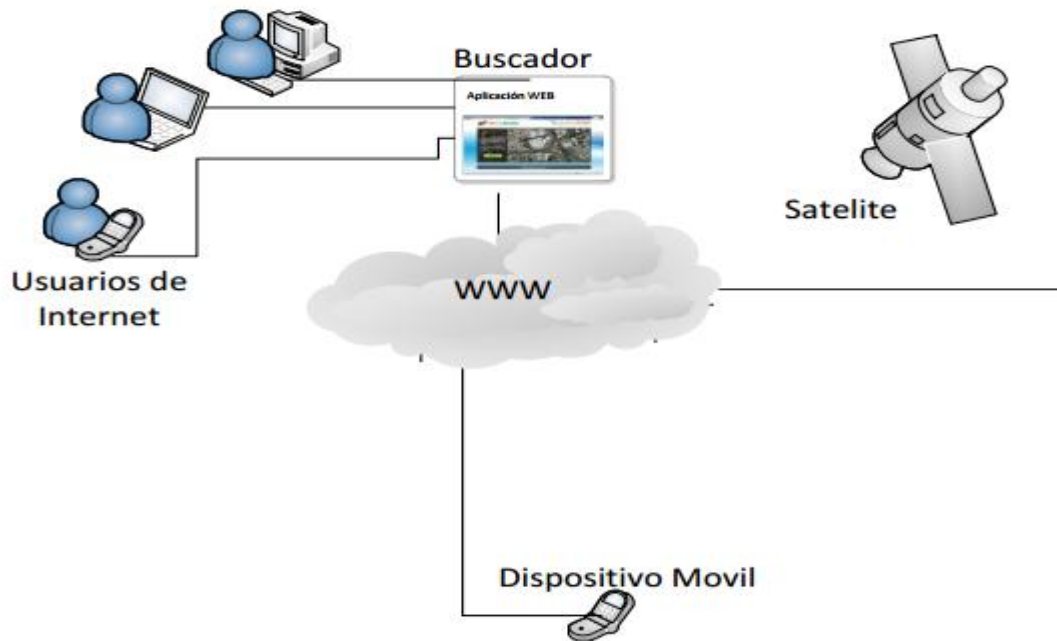 Buscador
Aplicación WEB
Satelite
Usuarios de
Internet
WWW
Dispositivo Movil